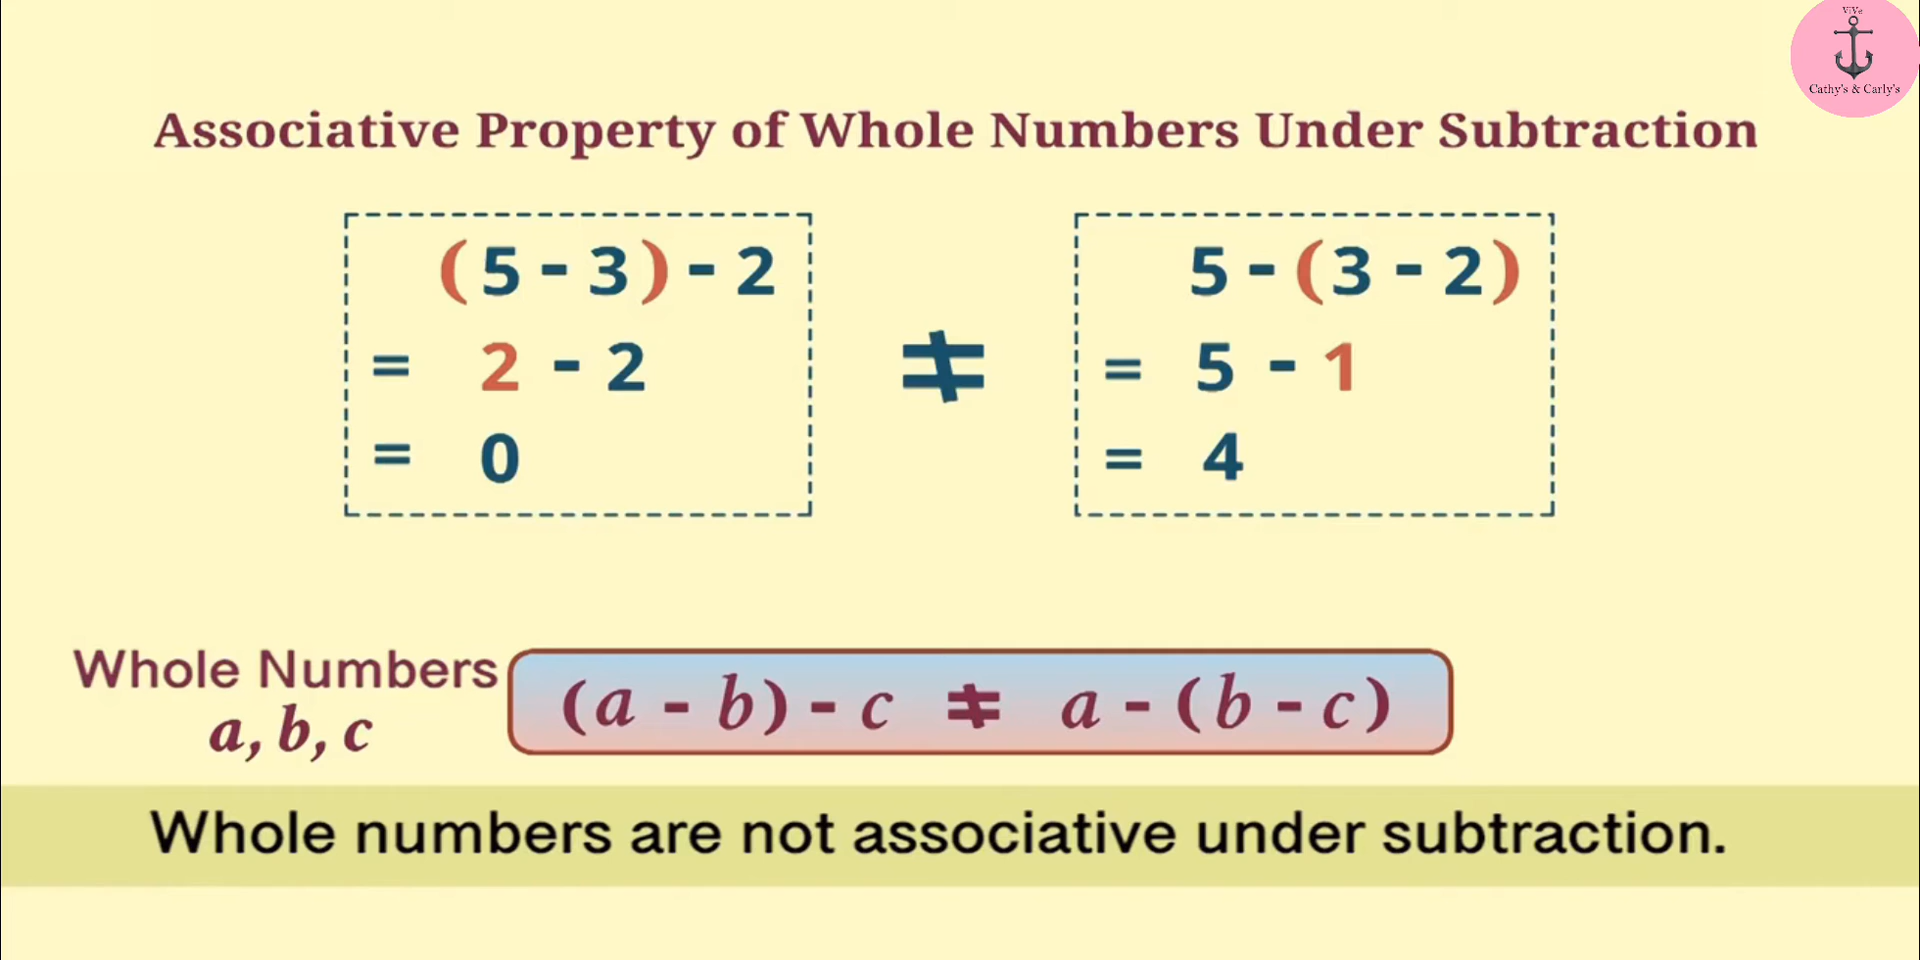 ViVe
Cathy's & Carly's
Associative Property of Whole Numbers Under Subtraction
(5 - 3) - 2
= 2 - 2
= 0
≠
5 - (3 - 2)
= 5 - 1
= 4
Whole Numbers
a, b, c
(a - b) - c ≠ a - (b - c)
Whole numbers are not associative under subtraction.